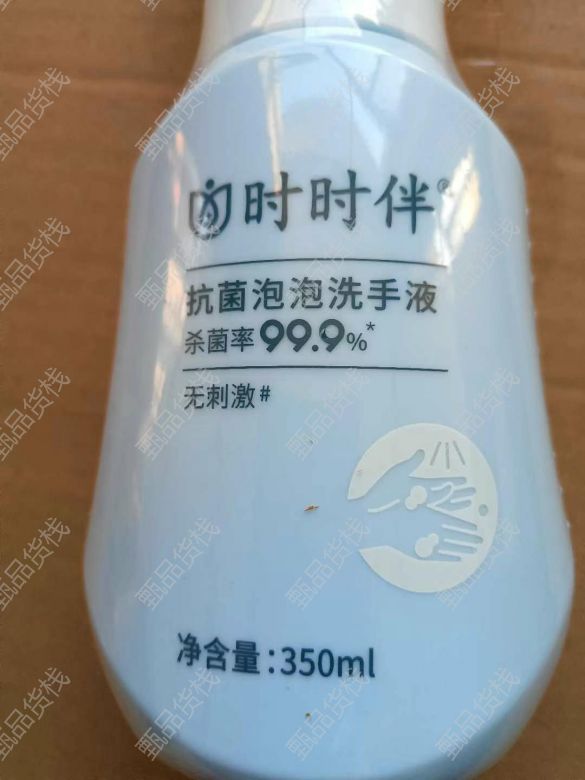 时时伴®
抗菌泡泡洗手液
杀菌率99.9%*
无刺激#
净含量:350ml
甄品货栈